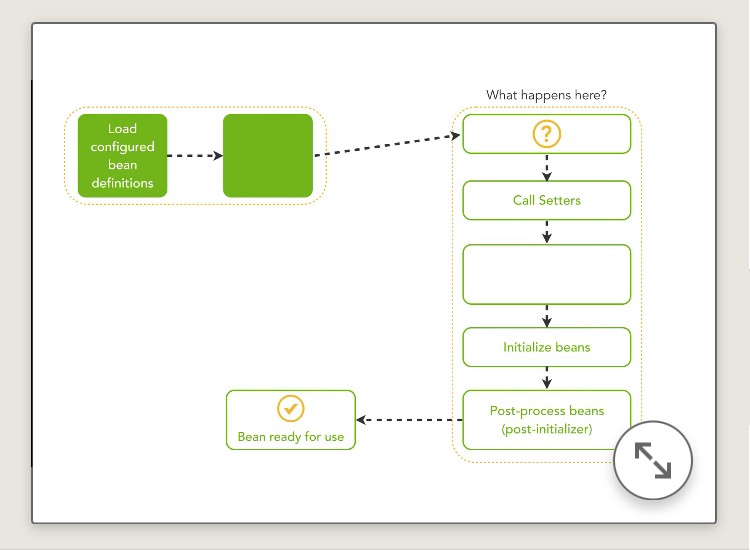 What happens here?
Load
configured
bean
definitions
?
Call Setters
Initialize beans
Post-process beans
(post-initializer)
Bean ready for use